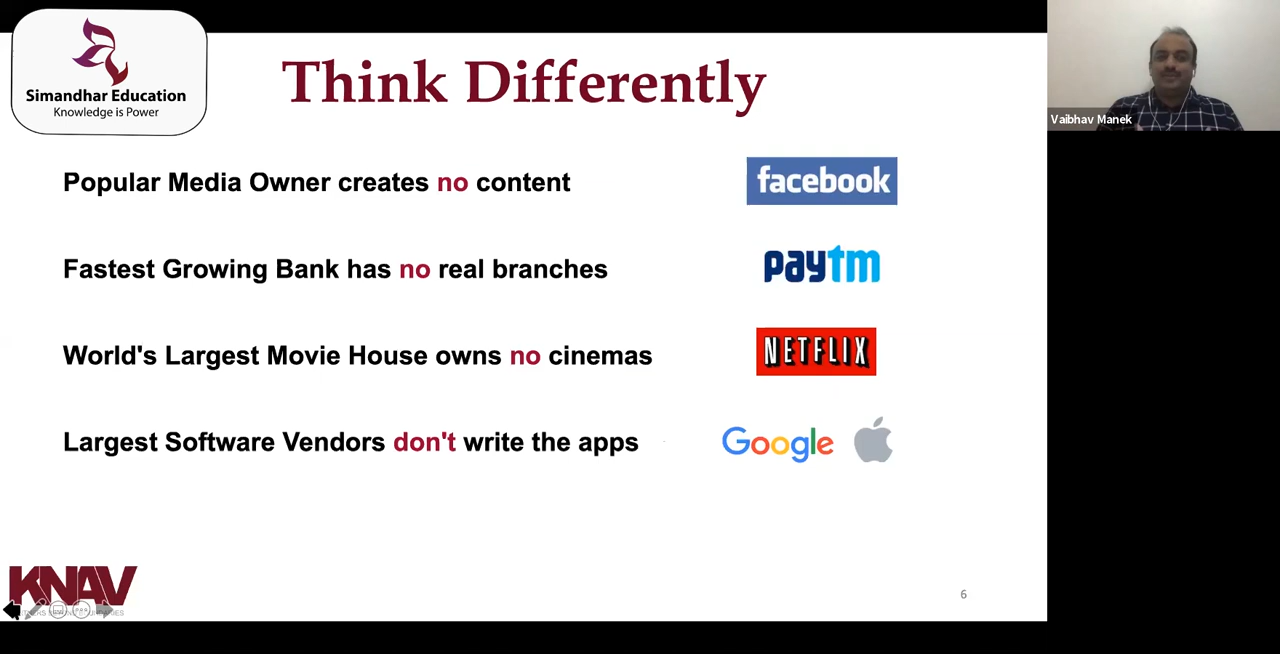 Simandhar Education
Knowledge is Power
Think Differently
Vaibhav Manek
Popular Media Owner creates no content
facebook
Fastest Growing Bank has no real branches
paytm
World's Largest Movie House owns no cinemas
NETFLIX
Largest Software Vendors don't write the apps
Google
KNAV
6